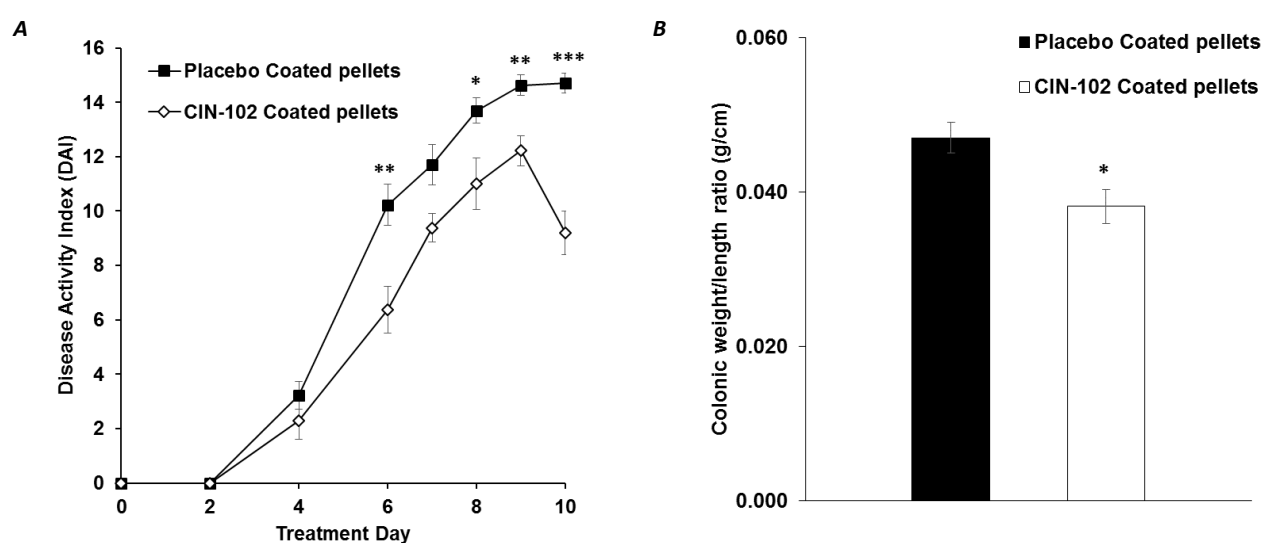 A
Disease Activity Index (DAI)
16
14
12
10
8
6
4
2
0
Placebo Coated pellets
CIN-102 Coated pellets
**
*
**
***
0 2 4 6 8 10
Treatment Day
B
Colonic weight/length ratio (g/cm)
0.060
0.040
0.020
0.000
Placebo Coated pellets
CIN-102 Coated pellets
*